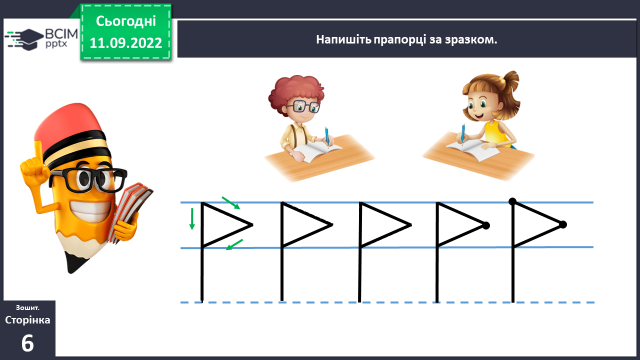 ВСІМ
pptx
Сьогодні
11.09.2022
Напишіть прапорці за зразком.
Зошит.
Сторінка
6